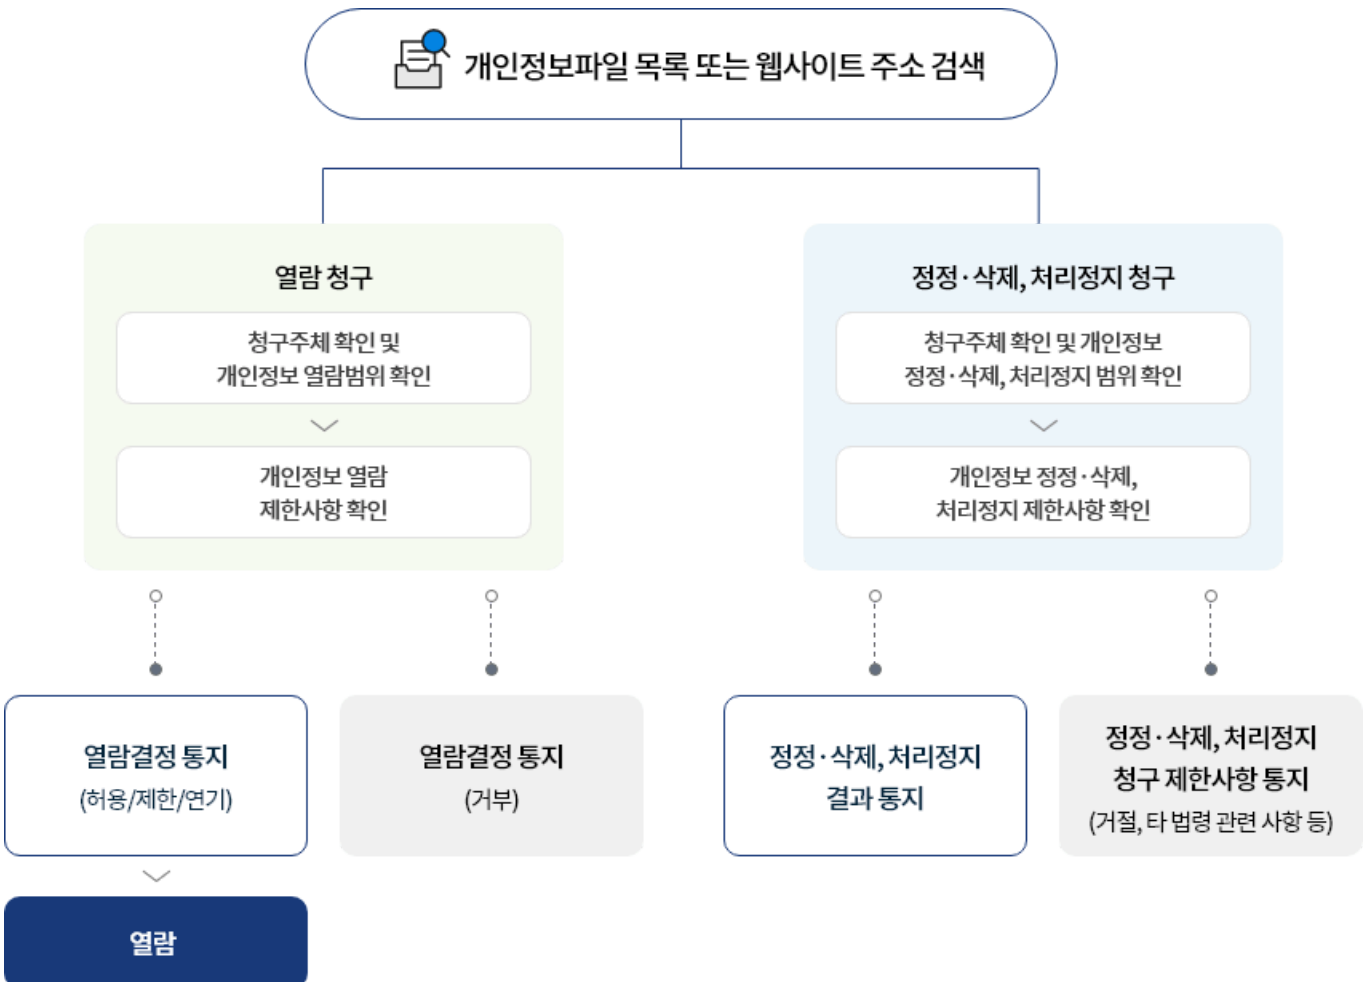 개인정보파일 목록 또는 웹사이트 주소 검색
열람 청구
청구주체 확인 및
개인정보 열람범위 확인
개인정보 열람
제한사항 확인
정정·삭제, 처리정지 청구
청구주체 확인 및 개인정보
정정·삭제, 처리정지 범위 확인
개인정보 정정·삭제,
처리정지 제한사항 확인
열람결정 통지
(허용/제한/연기)
열람결정 통지
(거부)
정정·삭제, 처리정지
결과 통지
정정·삭제, 처리정지
청구 제한사항 통지
(거절, 타 법령 관련 사항 등)
열람